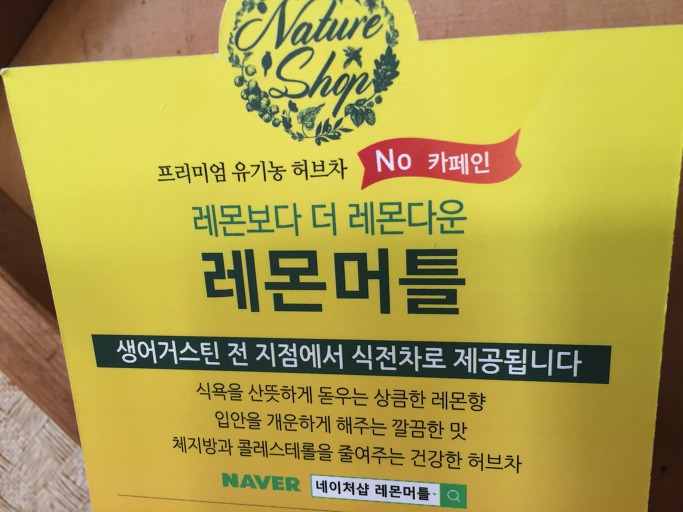 Nature
Shop
프리미엄 유기농 허브차 No 카페인
레몬보다 더 레몬다운
레몬머틀
생어거스틴 전 지점에서 식전차로 제공됩니다
식욕을 산뜻하게 돋우는 상큼한 레몬향
입안을 개운하게 해주는 깔끔한 맛
체지방과 콜레스테롤을 줄여주는 건강한 허브차
NAVER 네이처샵 레몬머틀